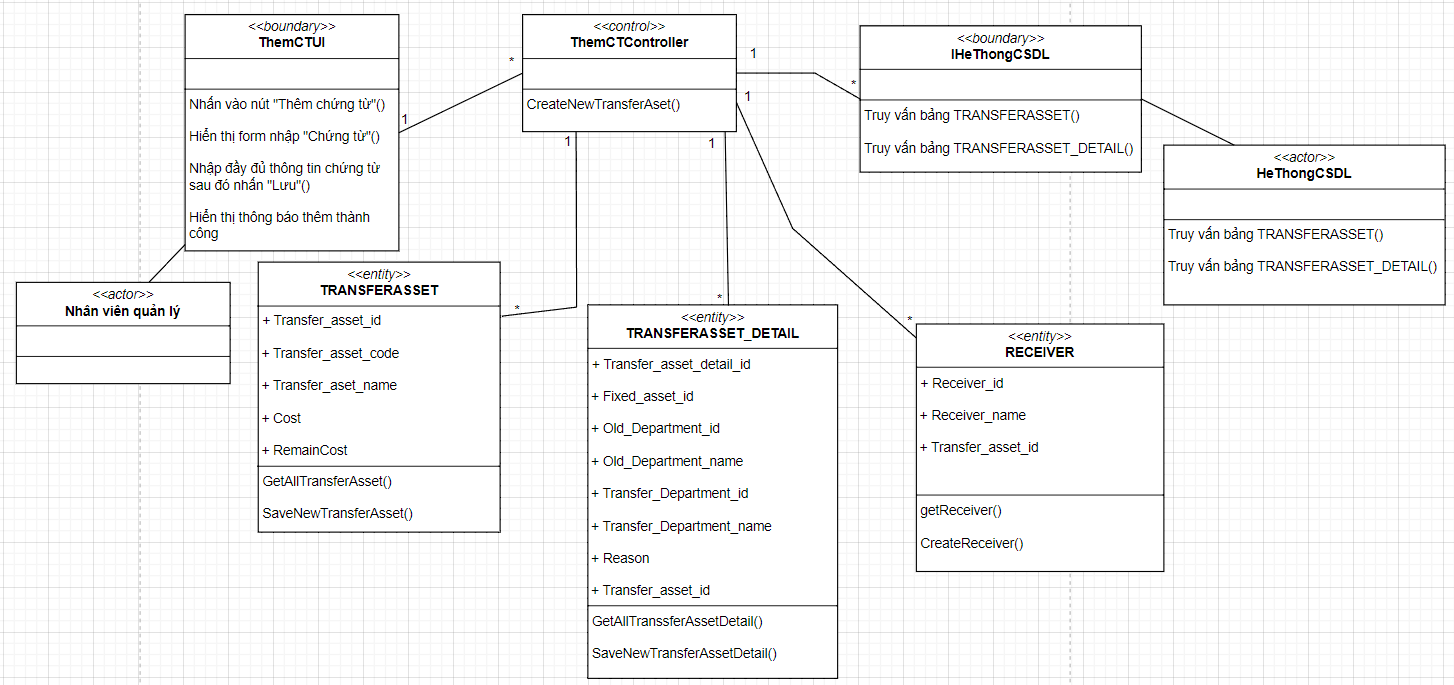 <<boundary>>
ThemCTUI
Nhấn vào nút "Thêm chứng từ"()
Hiển thị form nhập "Chứng từ"()
Nhập đầy đủ thông tin chứng từ
sau đó nhấn "Lưu"()
Hiển thị thông báo thêm thành
công
<<control>>
ThemCTController
CreateNewTransferAset()
<<boundary>>
IHeThongCSDL
Truy vấn bảng TRANSFERASSET()
Truy vấn bảng TRANSFERASSET_DETAIL()
<<actor>>
HeThongCSDL
Truy vấn bảng TRANSFERASSET()
Truy vấn bảng TRANSFERASSET_DETAIL()
<<actor>>
Nhân viên quản lý
<<entity>>
TRANSFERASSET
+ Transfer_asset_id
+ Transfer_asset_code
+ Transfer_aset_name
+ Cost
+ RemainCost
GetAllTransferAsset()
SaveNewTransferAsset()
<<entity>>
TRANSFERASSET_DETAIL
+ Transfer_asset_detail_id
+ Fixed_asset_id
+ Old_Department_id
+ Old_Department_name
+ Transfer_Department_id
+ Transfer_Department_name
+ Reason
+ Transfer_asset_id
GetAllTranssferAssetDetail()
SaveNewTransferAssetDetail()
<<entity>>
RECEIVER
+ Receiver_id
+ Receiver_name
+ Transfer_asset_id
getReceiver()
CreateReceiver()
1
*
1
*
1
*
1
*
1
*